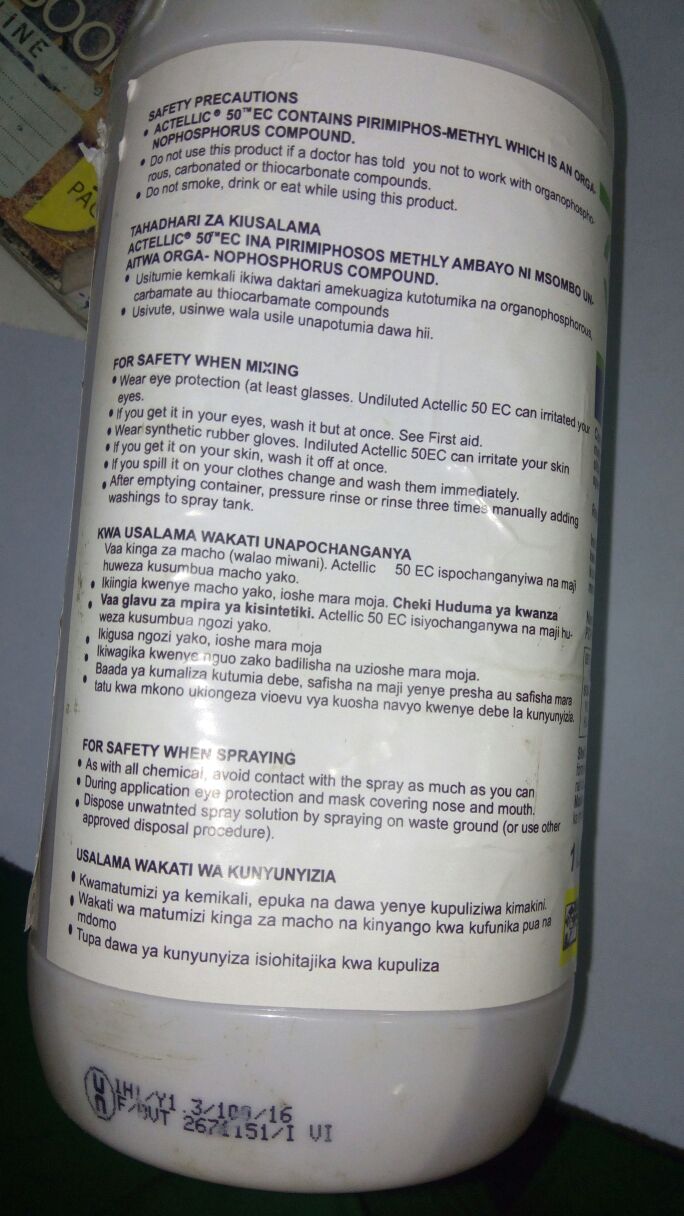 OOO
INE
PAC
SAFETY PRECAUTIONS
• ACTELLIC® 50™EC CONTAINS PIRIMIPHOS-METHYL WHICH IS AN ORGA-
NOPHOSPHORUS COMPOUND.
• Do not use this product if a doctor has told you not to work with organophospho-
rous, carbonated or thiocarbonate compounds.
• Do not smoke, drink or eat while using this product.
TAHADHARI ZA KIUSALAMA
ACTELLIC® 50™EC INA PIRIMIPHOSOS METHLY AMBAYO NI MSOMBO UN-
AITWA ORGA- NOPHOSPHORUS COMPOUND.
• Usitumie kemkali ikiwa daktari amekuagiza kutotumika na organophosphorous,
carbamate au thiocarbamate compounds
• Usivute, usinwe wala usile unapotumia dawa hii.
FOR SAFETY WHEN MIXING
• Wear eye protection (at least glasses. Undiluted Actellic 50 EC can irritated your
eyes.
• If you get it in your eyes, wash it but at once. See First aid.
• Wear synthetic rubber gloves. Indiluted Actellic 50EC can irritate your skin
• If you get it on your skin, wash it off at once.
• If you spill it on your clothes change and wash them immediately.
• After emptying container, pressure rinse or rinse three times manually adding
washings to spray tank.
KWA USALAMA WAKATI UNAPOCHANGANYA
Vaa kinga za macho (walao miwani). Actellic 50 EC ispochanganyiwa na maji
huweza kusumbua macho yako.
• Ikiingia kwenye macho yako, ioshe mara moja. Cheki Huduma ya kwanza
• Vaa glavu za mpira ya kisintetiki. Actellic 50 EC isiyochanganywa na maji hu-
weza kusumbua ngozi yako.
• Ikigusa ngozi yako, ioshe mara moja
• Ikiwagika kwenye nguo zako badilisha na uzioshe mara moja.
• Baada ya kumaliza kutumia debe, safisha na maji yenye presha au safisha mara
tatu kwa mkono ukiongeza vioevu vya kuosha navyo kwenye debe la kunyunyizia.
FOR SAFETY WHEN SPRAYING
• As with all chemical, avoid contact with the spray as much as you can
• During application eye protection and mask covering nose and mouth.
• Dispose unwatnted spray solution by spraying on waste ground (or use other
approved disposal procedure).
USALAMA WAKATI WA KUNYUNYIZIA
• Kwamatumizi ya kemikali, epuka na dawa yenye kupuliziwa kimakini.
• Wakati wa matumizi kinga za macho na kinyango kwa kufunika pua na
mdomo
• Tupa dawa ya kunyunyiza isiohitajika kwa kupuliza
1
un
/16
2671151/I VI